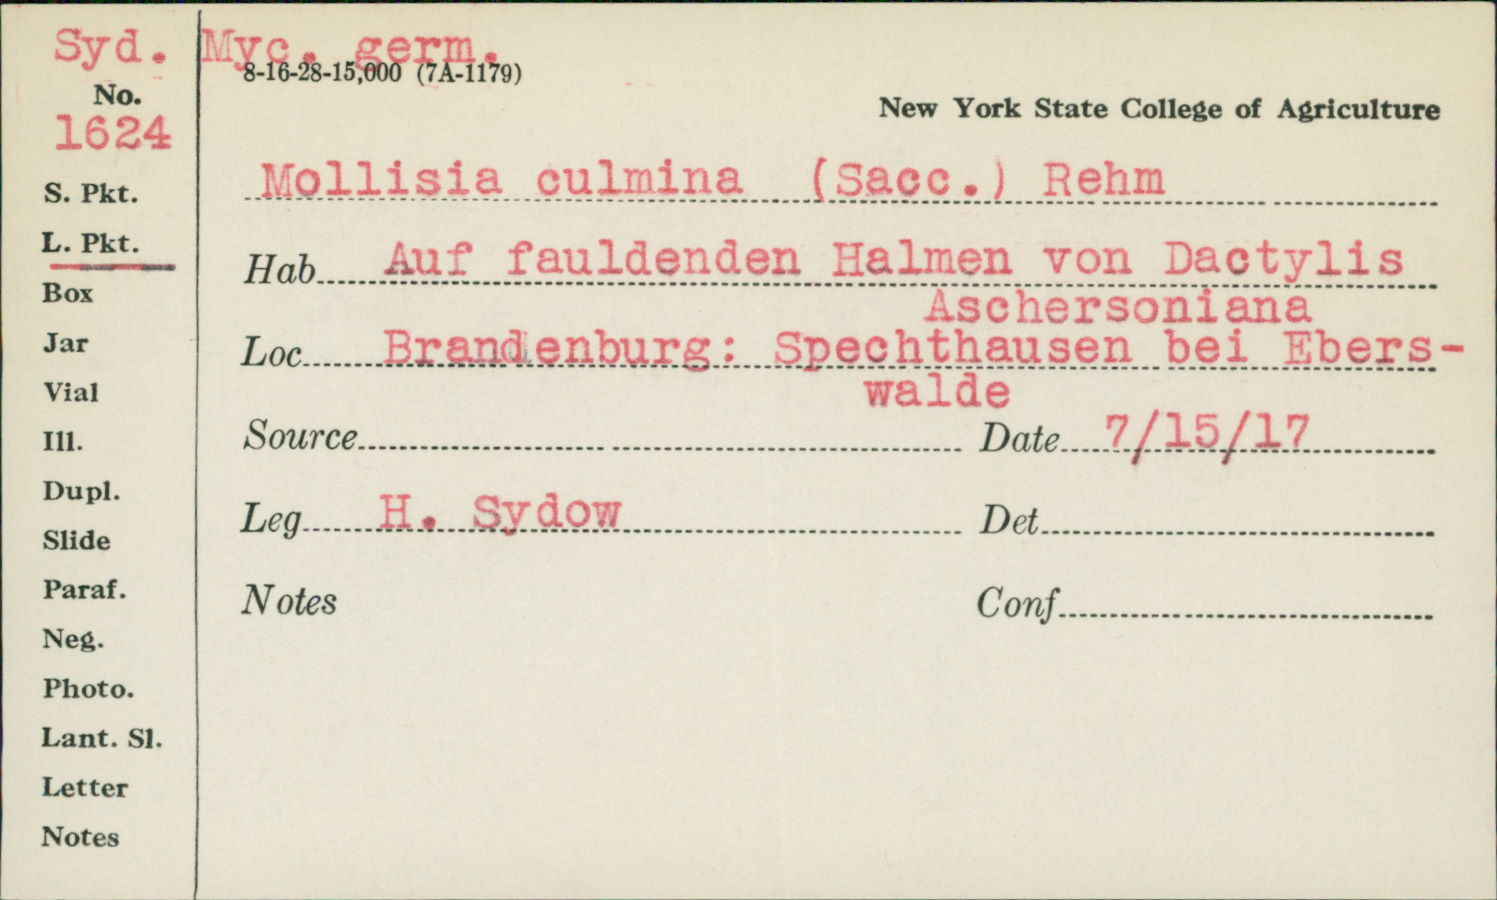 Syd. Myc. germ.
8-16-28-15,000 (7A-1179)
No.
1624
New York State College of Agriculture
Mollisia culmina (Sacc.) Rehm
S. Pkt.
L. Pkt.
Hab Auf fauldenden Halmen von Dactylis
Aschersoniana
Box
Jar
Loc Brandenburg: Spechthausen bei Ebers-
walde
Vial
Ill.
Source Date 7/15/17
Dupl.
Leg H. Sydow Det
Slide
Paraf.
Notes Conf
Neg.
Photo.
Lant. Sl.
Letter
Notes